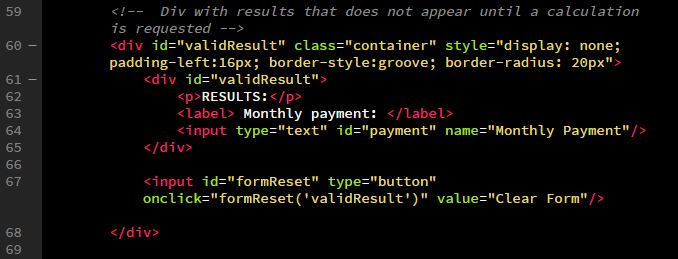 59 <!--  Div with results that does not appear until a calculation
is requested -->
60 – <div id="validResult" class="container" style="display: none;
padding-left:16px; border-style:groove; border-radius: 20px">
61 – <div id="validResult">
62 <p>RESULTS:</p>
63 <label> Monthly payment: </label>
64 <input type="text" id="payment" name="Monthly Payment"/>
65 </div>
66
67 <input id="formReset" type="button"
onclick="formReset('validResult')" value="Clear Form"/>
68 </div>
69